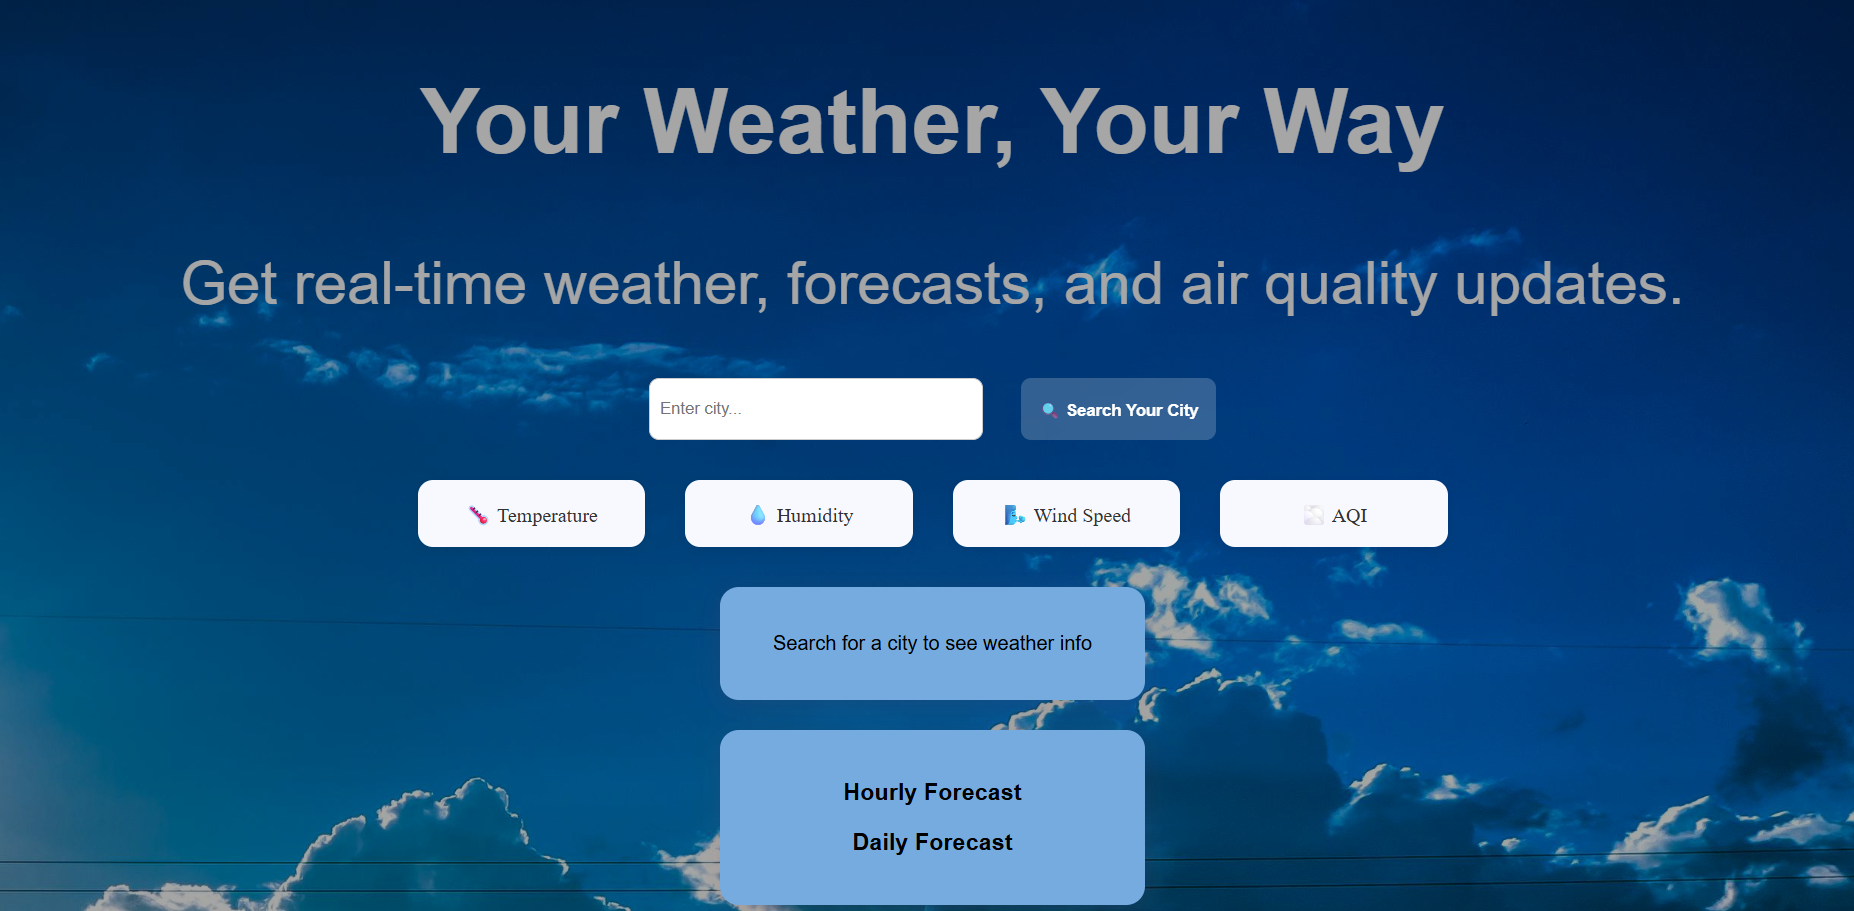 Your Weather, Your Way
Get real-time weather, forecasts, and air quality updates.
Enter city...
Search Your City
Temperature
Humidity
Wind Speed
AQI
Search for a city to see weather info
Hourly Forecast
Daily Forecast